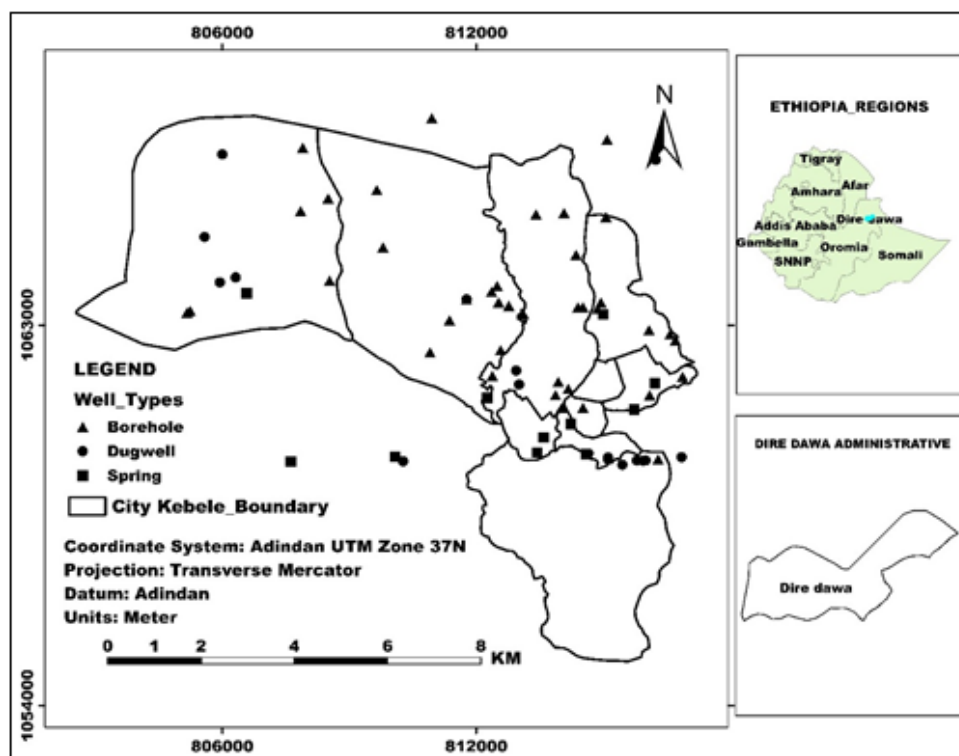 806000
812000
N
1063000
1054000
LEGEND
Well_Types
Borehole
Dugwell
Spring
City Kebele_Boundary
Coordinate System: Adindan UTM Zone 37N
Projection: Transverse Mercator
Datum: Adindan
Units: Meter
0 2 4 6 8
KM
806000
812000
ETHIOPIA_REGIONS
Tigray
Afar
Amhara
Addis Ababa
Dire dawa
Gambella
Oromia
Somali
SNNP
DIRE DAWA ADMINISTRATIVE
Dire dawa